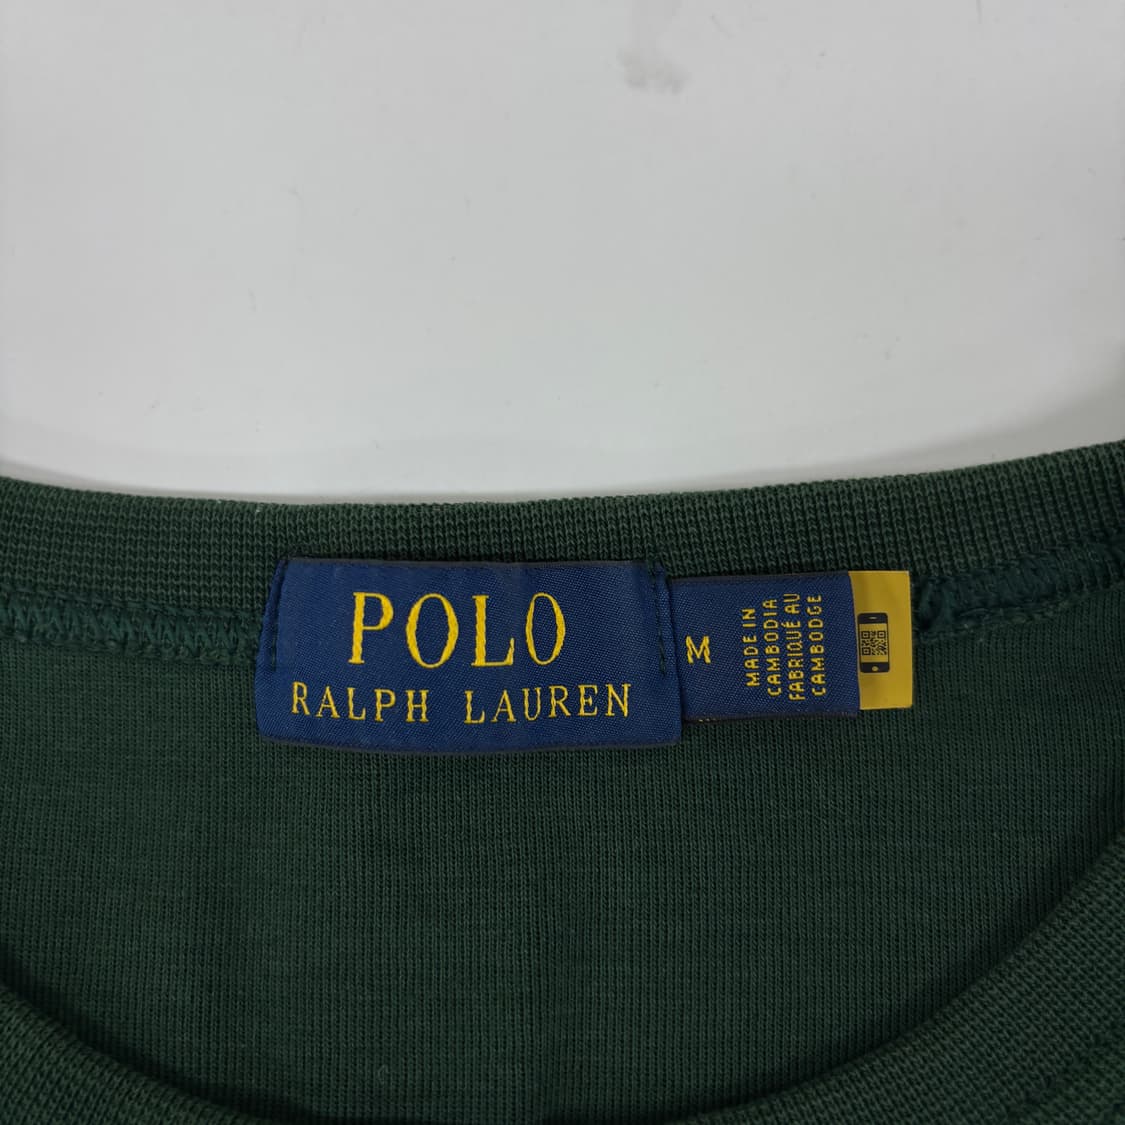 POLO
RALPH LAUREN
M
MADE IN
CAMBODIA
FABRIQUÉ AU
CAMBODGE